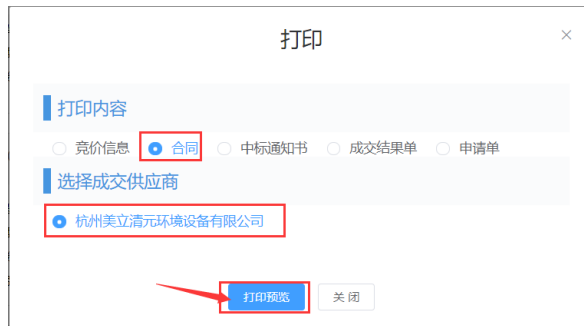 打印
打印内容
竞价信息 合同 中标通知书 成交结果单 申请单
选择成交供应商
杭州美立清元环境设备有限公司
打印预览 关闭